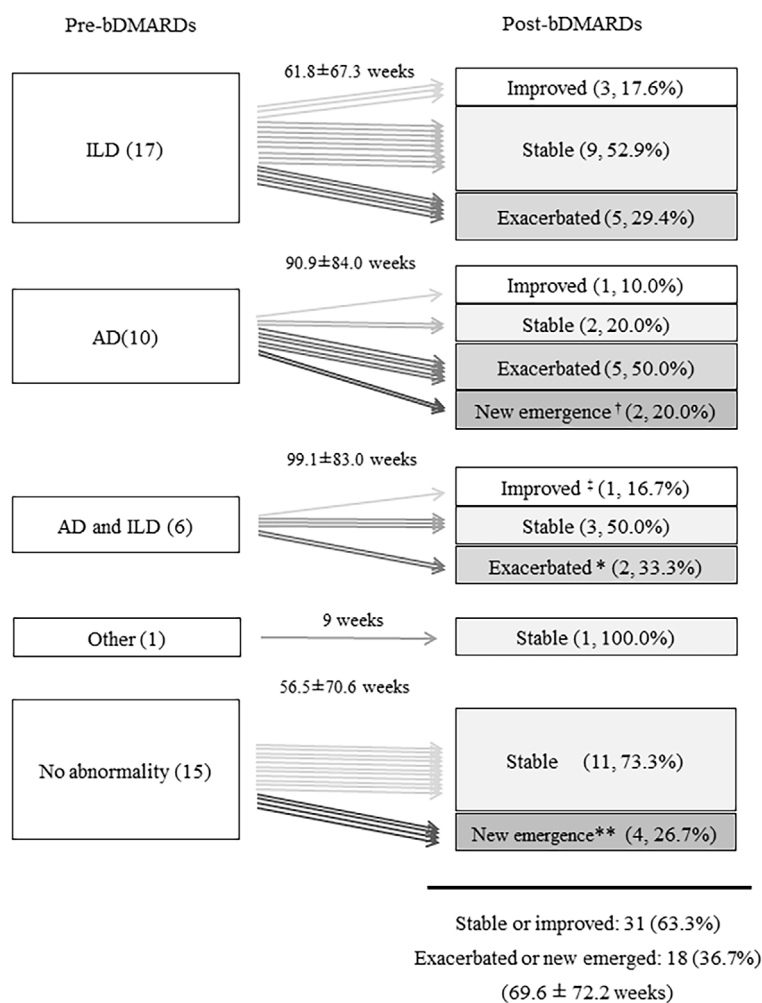 Pre-bDMARDs
Post-bDMARDs
61.8±67.3 weeks
ILD (17)
Improved (3, 17.6%)
Stable (9, 52.9%)
Exacerbated (5, 29.4%)
90.9±84.0 weeks
AD(10)
Improved (1, 10.0%)
Stable (2, 20.0%)
Exacerbated (5, 50.0%)
New emergence † (2, 20.0%)
99.1±83.0 weeks
AD and ILD (6)
Improved ‡ (1, 16.7%)
Stable (3, 50.0%)
Exacerbated * (2, 33.3%)
Other (1)
9 weeks
Stable (1, 100.0%)
56.5±70.6 weeks
No abnormality (15)
Stable (11, 73.3%)
New emergence** (4, 26.7%)
Stable or improved: 31 (63.3%)
Exacerbated or new emerged: 18 (36.7%)
(69.6 ± 72.2 weeks)